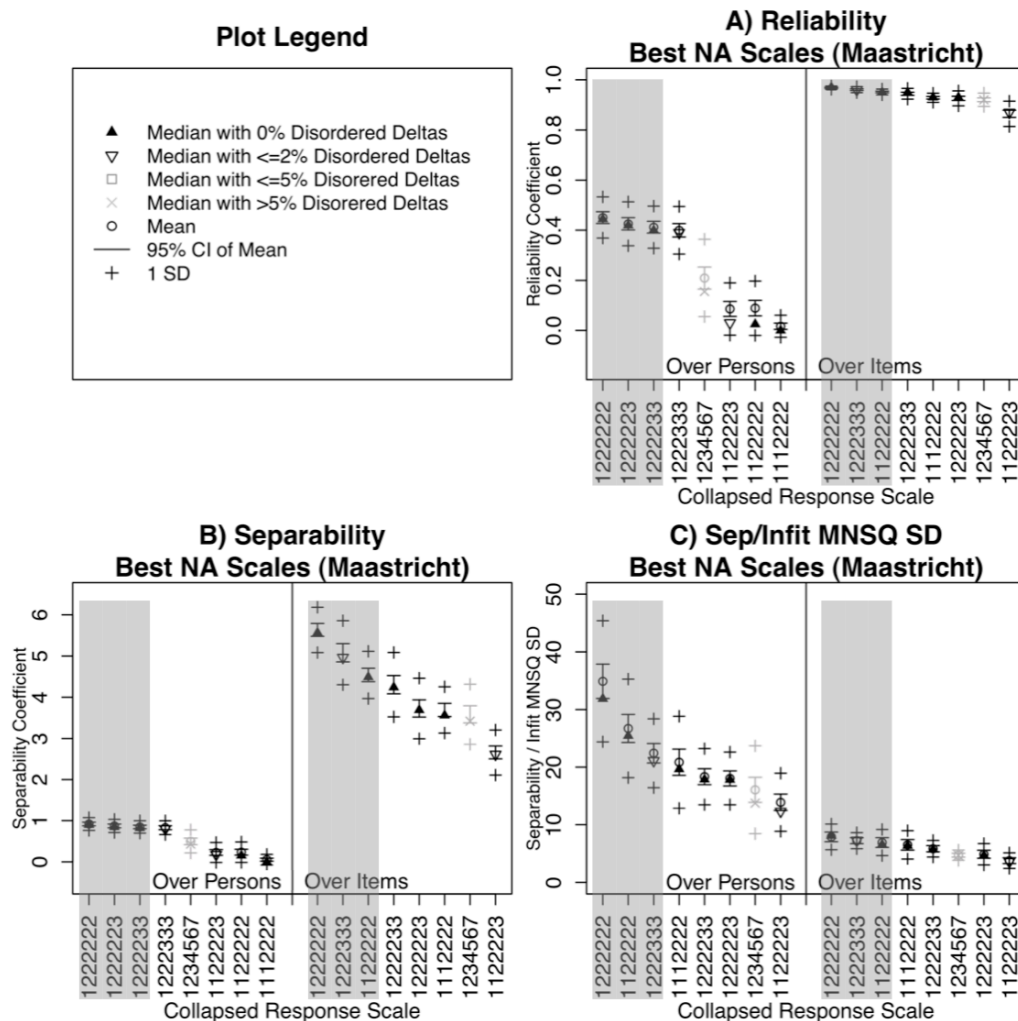 Plot Legend
Median with 0% Disordered Deltas
Median with <=2% Disordered Deltas
Median with <=5% Disorered Deltas
Median with >5% Disorered Deltas
Mean
95% CI of Mean
1 SD
A) Reliability
Best NA Scales (Maastricht)
Reliability Coefficient
1.0
0.8
0.6
0.4
0.2
0.0
Over Persons
Over Items
1222222
1222223
1222233
1222333
1234567
1122223
1122222
1112222
1222222
1222333
1122222
1222233
1112222
1222223
1234567
1122223
Collapsed Response Scale
B) Separability
Best NA Scales (Maastricht)
Separability Coefficient
6
5
4
3
2
1
0
Over Persons
Over Items
1222222
1222223
1222233
1222333
1234567
1122223
1122222
1112222
1222222
1222333
1122222
1222233
1222223
1112222
1234567
1122223
Collapsed Response Scale
C) Sep/Infit MNSQ SD
Best NA Scales (Maastricht)
Separability / Infit MNSQ SD
50
40
30
20
10
0
Over Persons
Over Items
1222222
1122222
1222333
1112222
1222233
1222223
1234567
1122223
1222222
1222333
1122222
1112222
1222233
1234567
1222223
1122223
Collapsed Response Scale